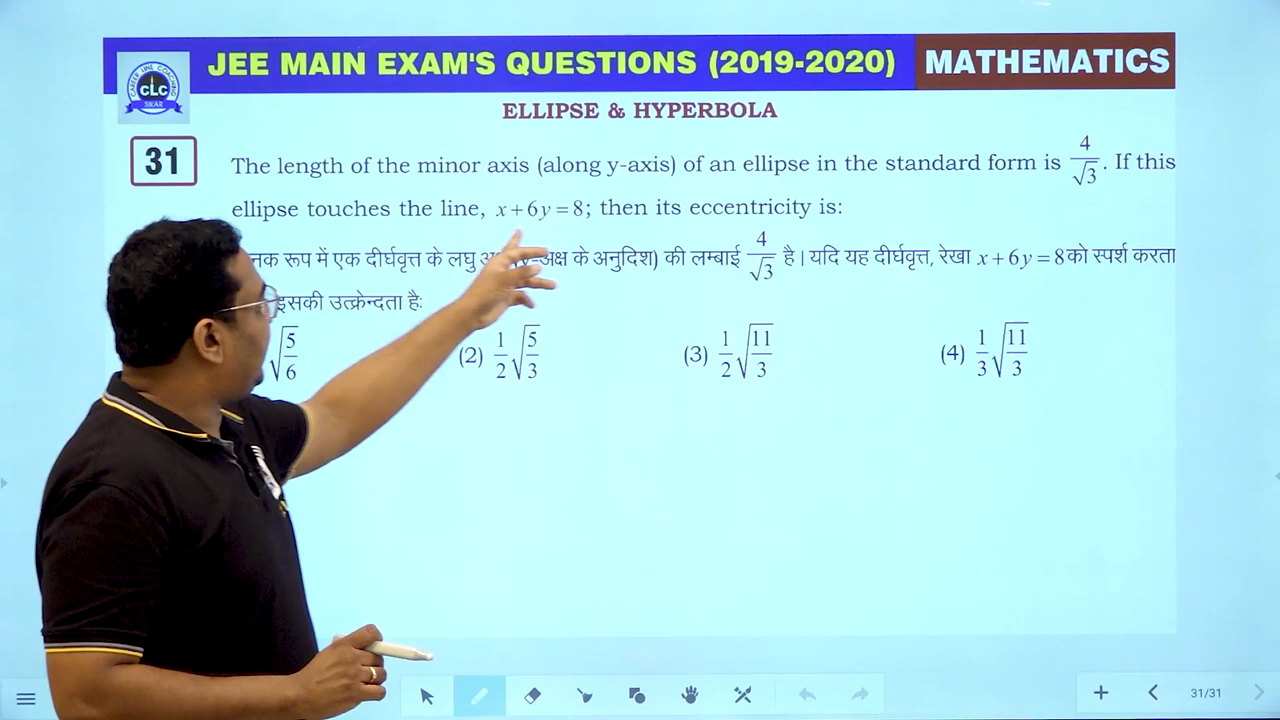 JEE MAIN EXAM'S QUESTIONS (2019-2020) MATHEMATICS
CAREER LINE COACHING
CLC
SIKAR
ELLIPSE & HYPERBOLA
31
The length of the minor axis (along y-axis) of an ellipse in the standard form is 4/√3. If this
ellipse touches the line, x+6y=8; then its eccentricity is:
रूप में एक दीर्घवृत्त के लघु के अनुदिश) की लम्बाई 4/√3 है। यदि यह दीर्घवृत्त, रेखा x+6y=8 को स्पर्श करता
इसकी उत्केन्द्रता है:
√5/6 (2) 1/2 √5/3 (3) 1/2 √11/3 (4) 1/3 √11/3
31/31